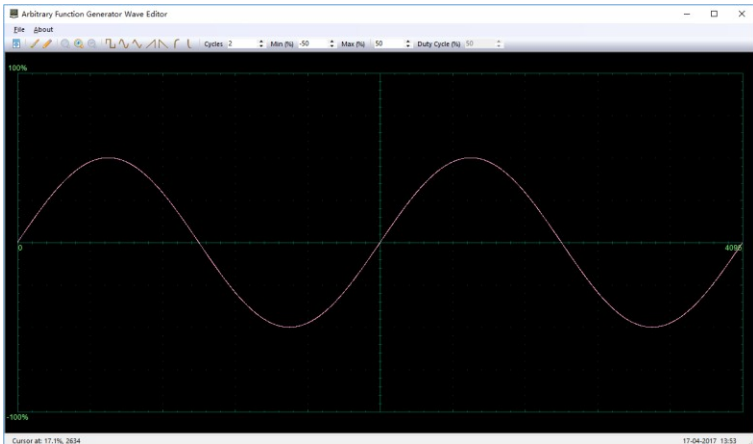 Arbitrary Function Generator Wave Editor
File About
Cycles 2 Min (%) -50 Max (%) 50 Duty Cycle (%) 50
100%
0 4096
-100%
Cursor at: 17.1%, 2634 17-04-2017 13:53